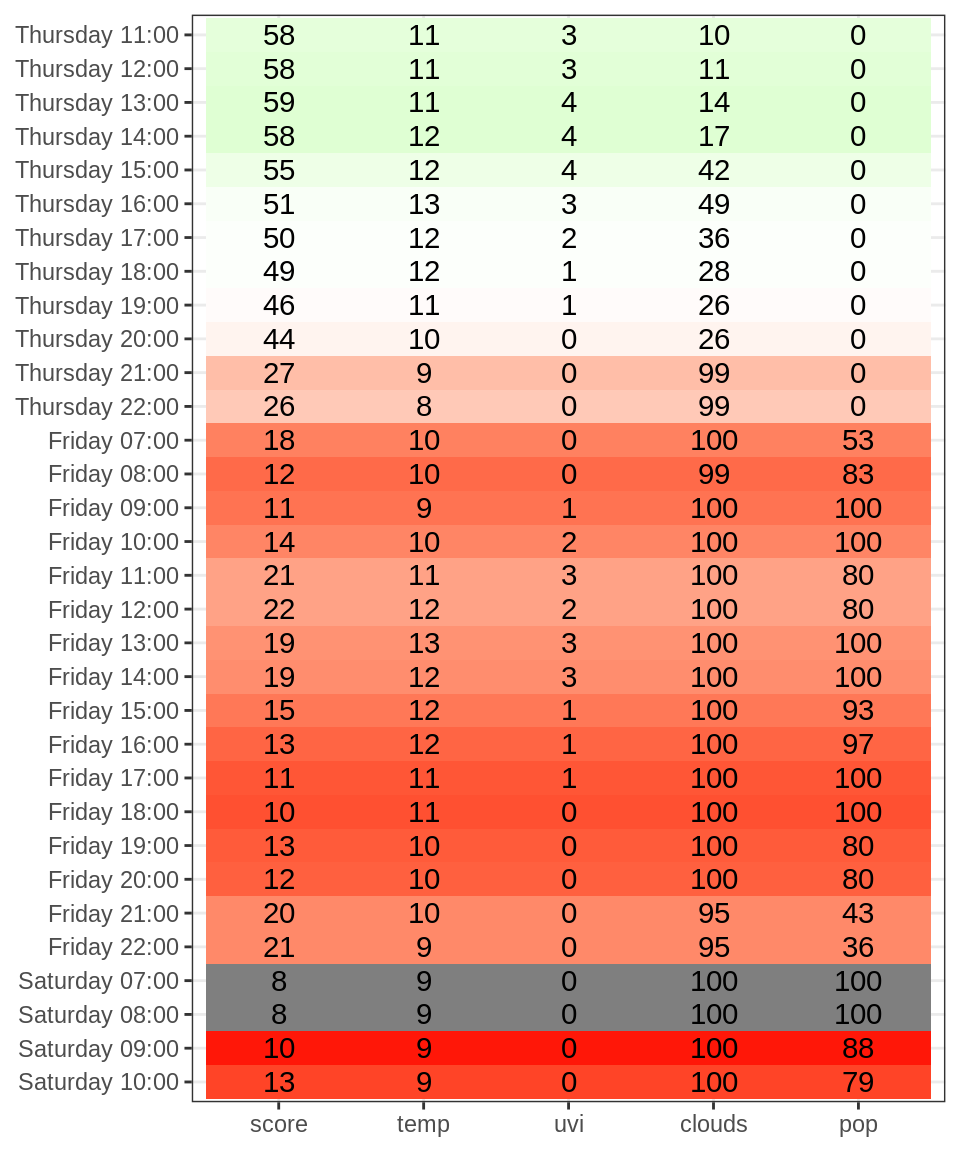 Thursday 11:00 58 11 3 10 0
Thursday 12:00 58 11 3 11 0
Thursday 13:00 59 11 4 14 0
Thursday 14:00 58 12 4 17 0
Thursday 15:00 55 12 4 42 0
Thursday 16:00 51 13 3 49 0
Thursday 17:00 50 12 2 36 0
Thursday 18:00 49 12 1 28 0
Thursday 19:00 46 11 1 26 0
Thursday 20:00 44 10 0 26 0
Thursday 21:00 27 9 0 99 0
Thursday 22:00 26 8 0 99 0
Friday 07:00 18 10 0 100 53
Friday 08:00 12 10 0 99 83
Friday 09:00 11 9 1 100 100
Friday 10:00 14 10 2 100 100
Friday 11:00 21 11 3 100 80
Friday 12:00 22 12 2 100 80
Friday 13:00 19 13 3 100 100
Friday 14:00 19 12 3 100 100
Friday 15:00 15 12 1 100 93
Friday 16:00 13 12 1 100 97
Friday 17:00 11 11 1 100 100
Friday 18:00 10 11 0 100 100
Friday 19:00 13 10 0 100 80
Friday 20:00 12 10 0 100 80
Friday 21:00 20 10 0 95 43
Friday 22:00 21 9 0 95 36
Saturday 07:00 8 9 0 100 100
Saturday 08:00 8 9 0 100 100
Saturday 09:00 10 9 0 100 88
Saturday 10:00 13 9 0 100 79
score temp uvi clouds pop